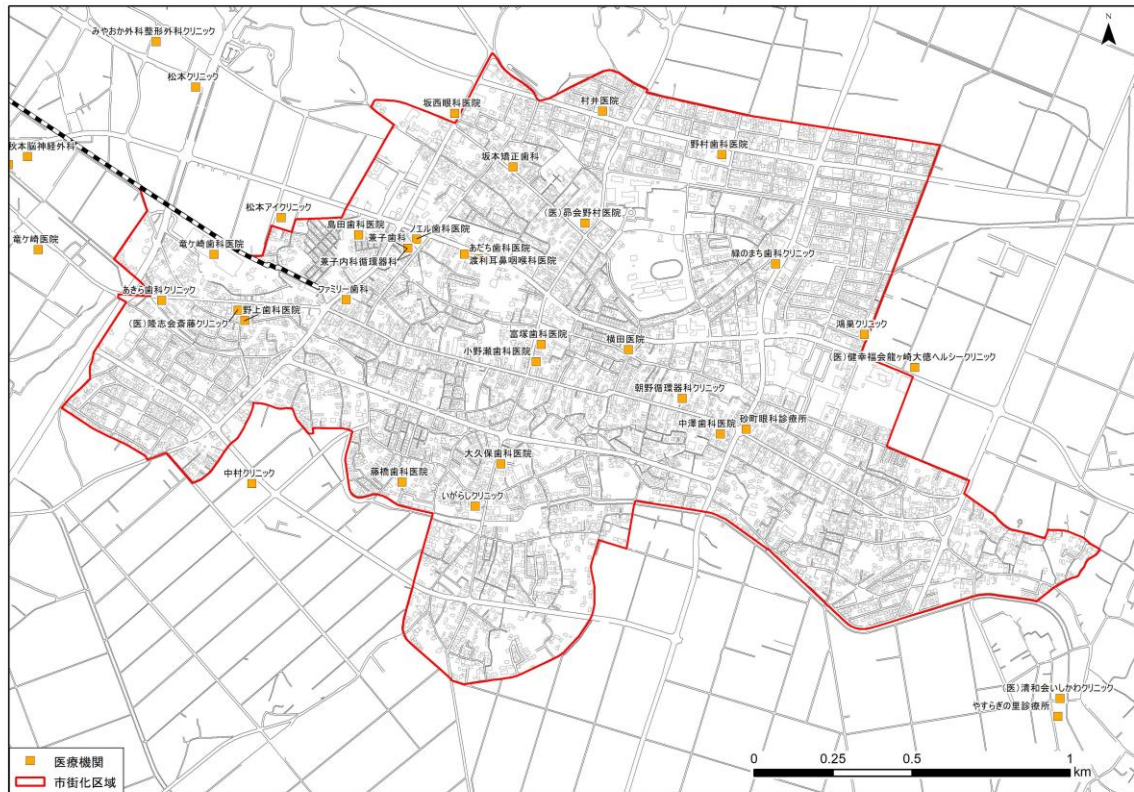 みやおか外科整形外科クリニック
N
松本クリニック
坂西眼科医院
村井医院
秋本脳神経外科
坂本矯正歯科
野村歯科医院
松本アイクリニック
島田歯科医院
ノエル歯科医院
(医)昴会野村医院
竜ケ崎医院
竜ケ崎歯科医院
兼子歯科
兼子内科循環器科
あだち歯科医院
渡利耳鼻咽喉科医院
緑のまち歯科クリニック
あきら歯科クリニック
ファミリー歯科
野上歯科医院
(医)隆志会斎藤クリニック
富塚歯科医院
小野瀬歯科医院
横田医院
鴻巣クリニック
(医)健幸福会龍ヶ崎大徳ヘルシークリニック
朝野循環器科クリニック
中澤歯科医院
砂町眼科診療所
大久保歯科医院
中村クリニック
藤橋歯科医院
いがらしクリニック
(医)清和会いしかわクリニック
やすらぎの里診療所
医療機関
市街化区域
0 0.25 0.5 1
km